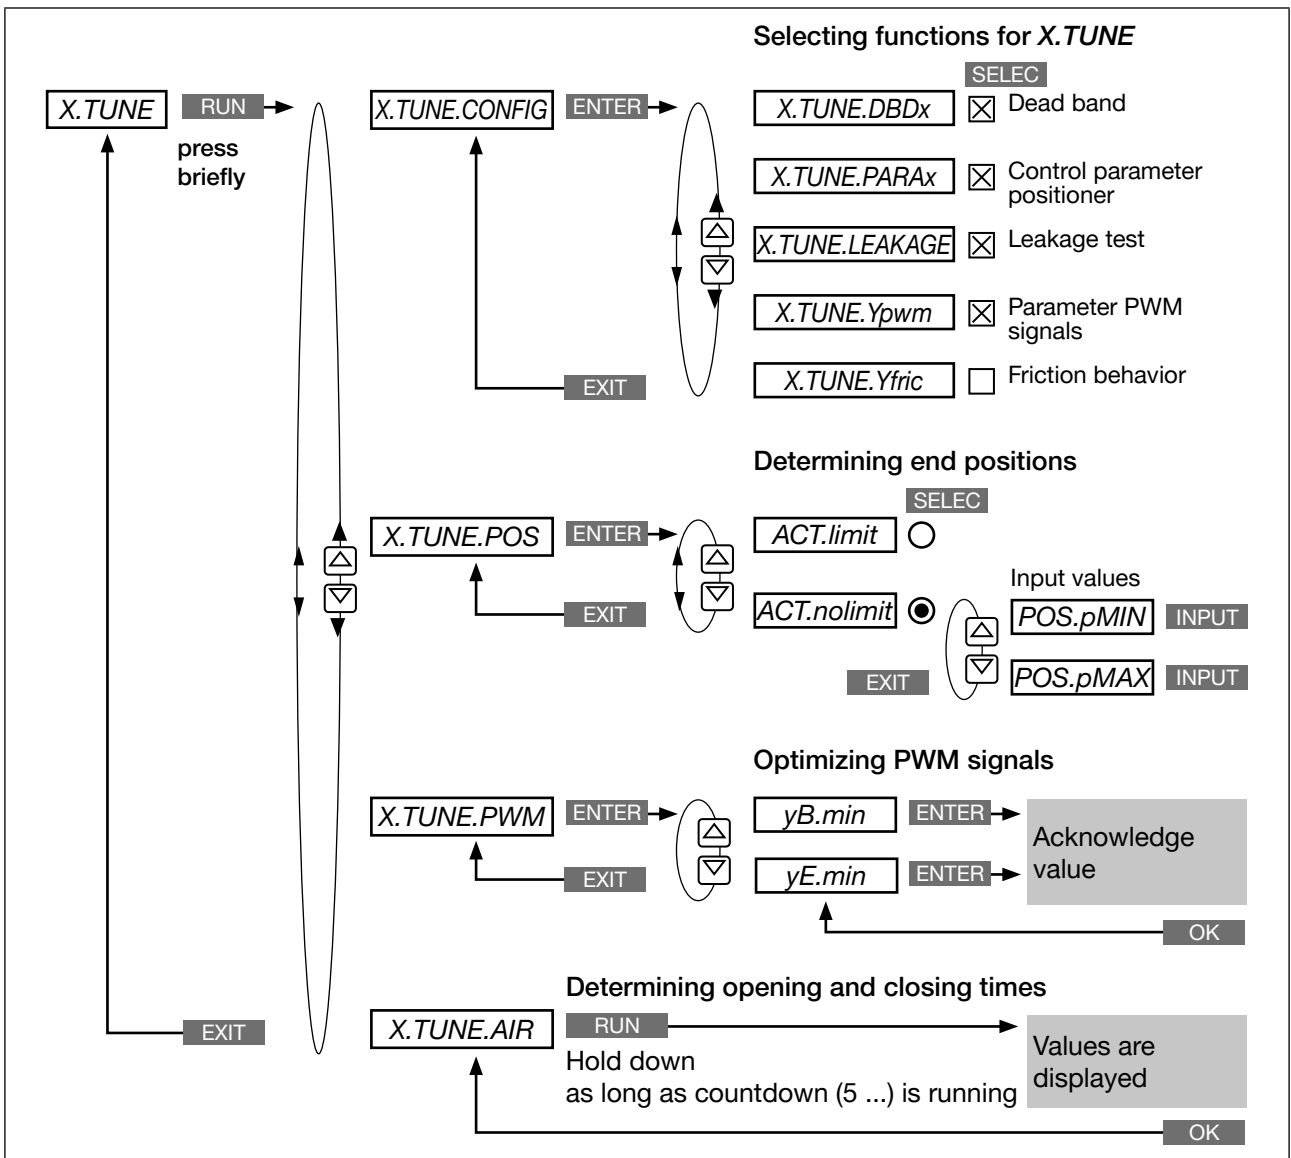 Selecting functions for X.TUNE
SELEC
X.TUNE
RUN
press
briefly
X.TUNE.CONFIG
ENTER
X.TUNE.DBDx
Dead band
X.TUNE.PARAx
Control parameter
positioner
X.TUNE.LEAKAGE
Leakage test
X.TUNE.Ypwm
Parameter PWM
signals
X.TUNE.Yfric
Friction behavior
EXIT
Determining end positions
SELEC
X.TUNE.POS
ENTER
ACT.limit
EXIT
ACT.nolimit
Input values
POS.pMIN
INPUT
POS.pMAX
INPUT
EXIT
Optimizing PWM signals
X.TUNE.PWM
ENTER
yB.min
ENTER
Acknowledge
value
EXIT
yE.min
ENTER
OK
Determining opening and closing times
EXIT
X.TUNE.AIR
RUN
Hold down
as long as countdown (5 ...) is running
Values are
displayed
OK